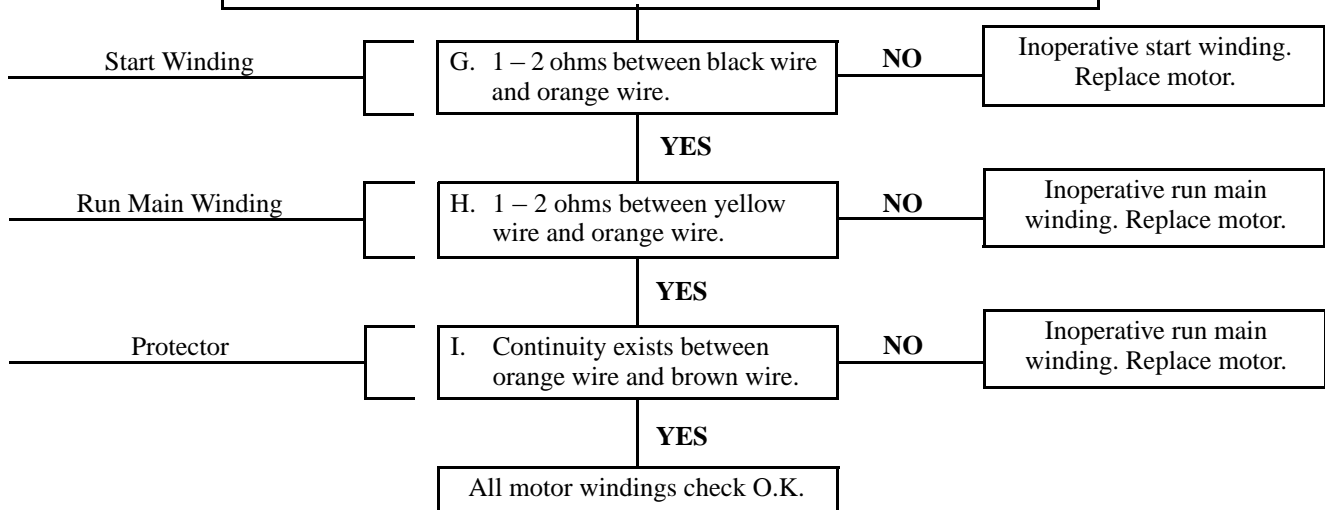 Start Winding
G. 1 – 2 ohms between black wire
and orange wire.
NO
Inoperative start winding.
Replace motor.
YES
Run Main Winding
H. 1 – 2 ohms between yellow
wire and orange wire.
NO
Inoperative run main
winding. Replace motor.
YES
Protector
I. Continuity exists between
orange wire and brown wire.
NO
Inoperative run main
winding. Replace motor.
YES
All motor windings check O.K.